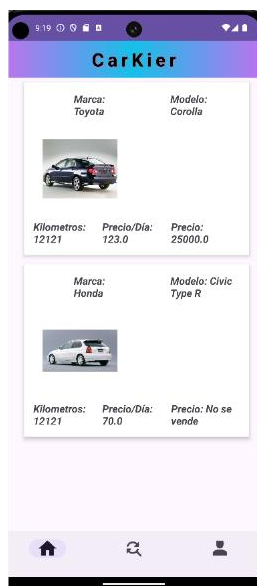 9:19
CarKier
Marca: Modelo:
Toyota Corolla
Kilometros: Precio/Día: Precio:
12121 123.0 25000.0
Marca: Modelo: Civic
Honda Type R
Kilometros: Precio/Día: Precio: No se
12121 70.0 vende